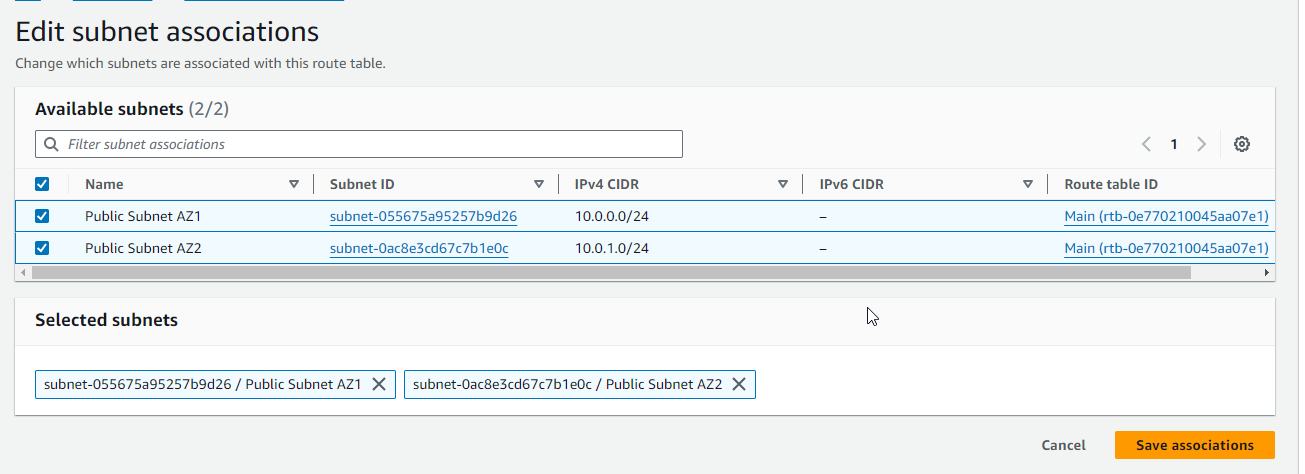 Edit subnet associations
Change which subnets are associated with this route table.
Available subnets (2/2)
Filter subnet associations
1
Name Subnet ID IPv4 CIDR IPv6 CIDR Route table ID
Public Subnet AZ1 subnet-055675a95257b9d26 10.0.0.0/24 – Main (rtb-0e770210045aa07e1)
Public Subnet AZ2 subnet-0ac8e3cd67c7b1e0c 10.0.1.0/24 – Main (rtb-0e770210045aa07e1)
Selected subnets
subnet-055675a95257b9d26 / Public Subnet AZ1 subnet-0ac8e3cd67c7b1e0c / Public Subnet AZ2
Cancel Save associations